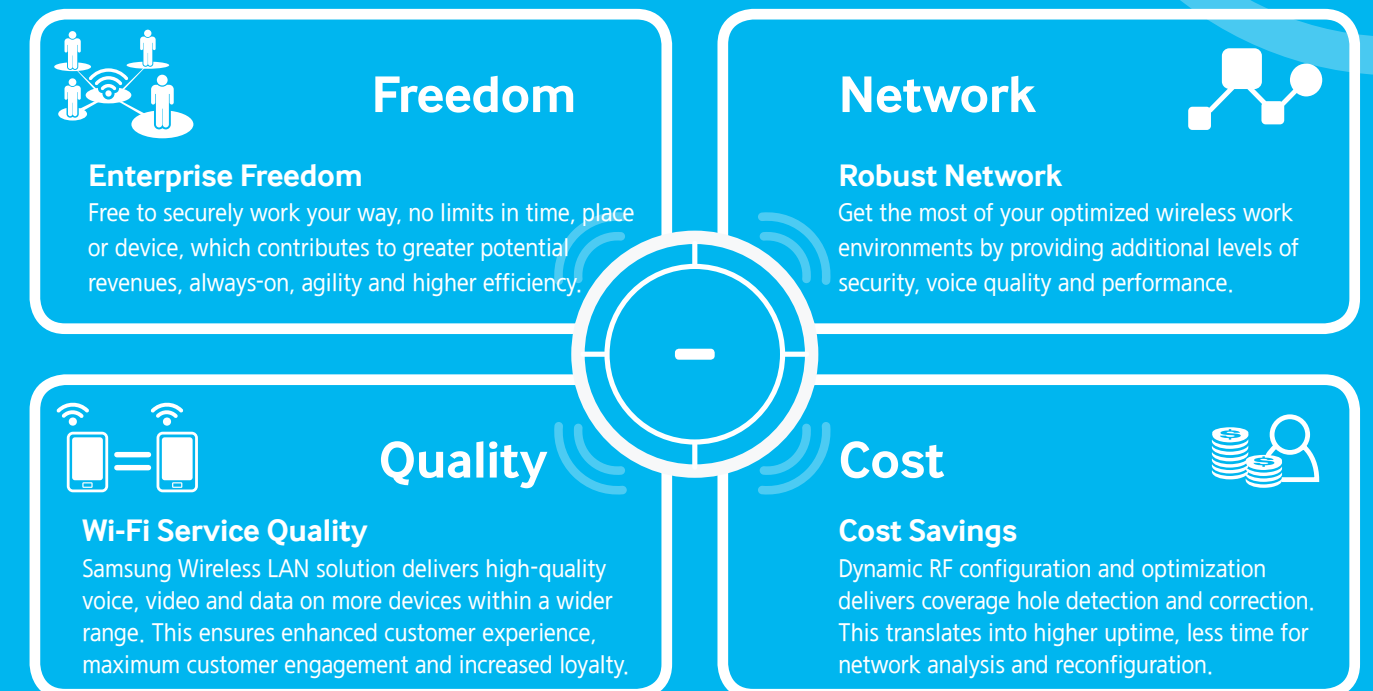 Freedom
Enterprise Freedom
Free to securely work your way, no limits in time, place
or device, which contributes to greater potential
revenues, always-on, agility and higher efficiency.
Network
Robust Network
Get the most of your optimized wireless work
environments by providing additional levels of
security, voice quality and performance.
-
Quality
Wi-Fi Service Quality
Samsung Wireless LAN solution delivers high-quality
voice, video and data on more devices within a wider
range. This ensures enhanced customer experience,
maximum customer engagement and increased loyalty.
Cost
$
$
Cost Savings
Dynamic RF configuration and optimization
delivers coverage hole detection and correction.
This translates into higher uptime, less time for
network analysis and reconfiguration.